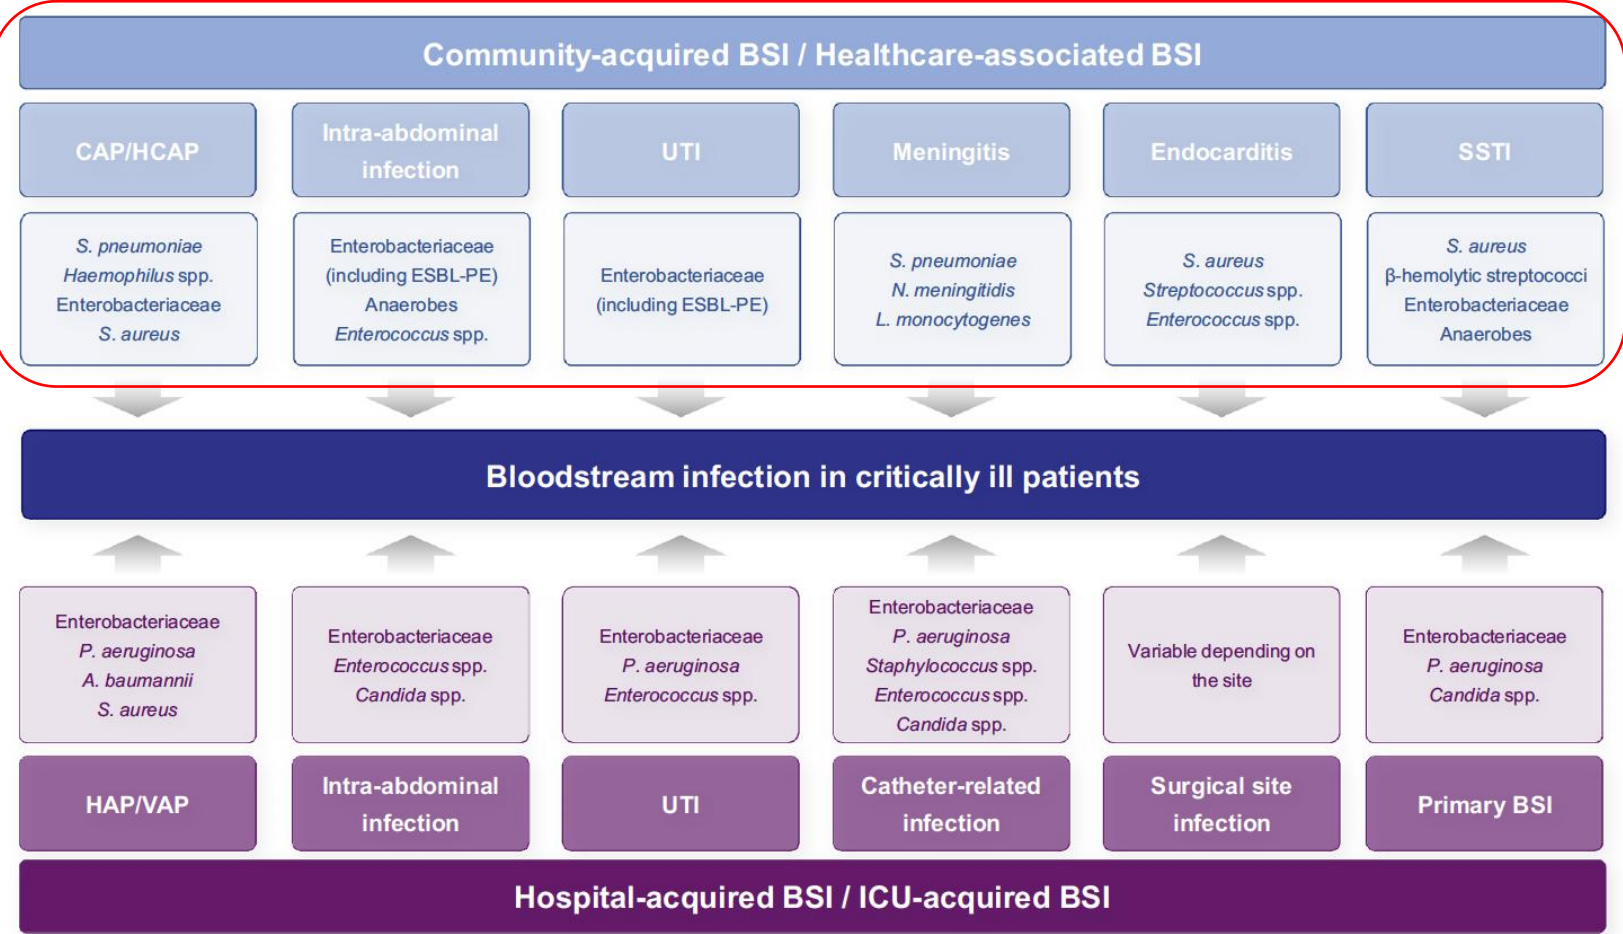 Community-acquired BSI / Healthcare-associated BSI
CAP/HCAP
Intra-abdominal
infection
UTI
Meningitis
Endocarditis
SSTI
S. pneumoniae
Haemophilus spp.
Enterobacteriaceae
S. aureus
Enterobacteriaceae
(including ESBL-PE)
Anaerobes
Enterococcus spp.
Enterobacteriaceae
(including ESBL-PE)
S. pneumoniae
N. meningitidis
L. monocytogenes
S. aureus
Streptococcus spp.
Enterococcus spp.
S. aureus
β-hemolytic streptococci
Enterobacteriaceae
Anaerobes
Bloodstream infection in critically ill patients
Enterobacteriaceae
P. aeruginosa
A. baumannii
S. aureus
Enterobacteriaceae
Enterococcus spp.
Candida spp.
Enterobacteriaceae
P. aeruginosa
Enterococcus spp.
Enterobacteriaceae
P. aeruginosa
Staphylococcus spp.
Enterococcus spp.
Candida spp.
Variable depending on
the site
Enterobacteriaceae
P. aeruginosa
Candida spp.
HAP/VAP
Intra-abdominal
infection
UTI
Catheter-related
infection
Surgical site
infection
Primary BSI
Hospital-acquired BSI / ICU-acquired BSI